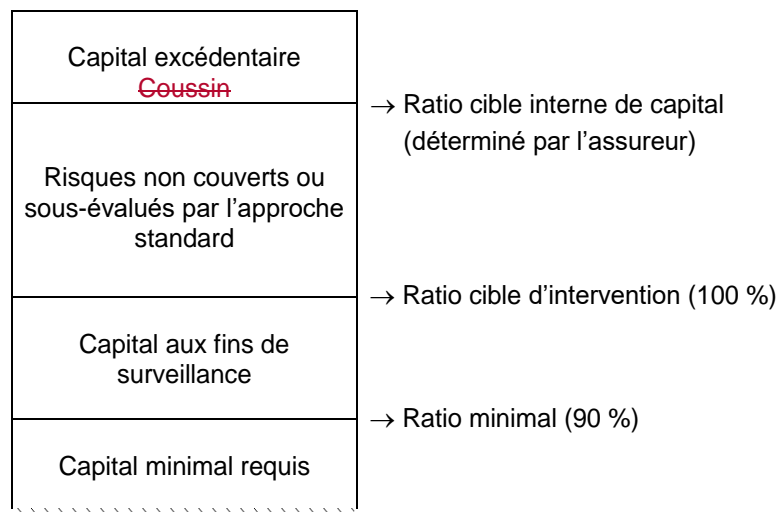 Capital excédentaire
Coussin
→ Ratio cible interne de capital
(déterminé par l’assureur)
Risques non couverts ou
sous-évalués par l’approche
standard
→ Ratio cible d’intervention (100 %)
Capital aux fins de
surveillance
→ Ratio minimal (90 %)
Capital minimal requis